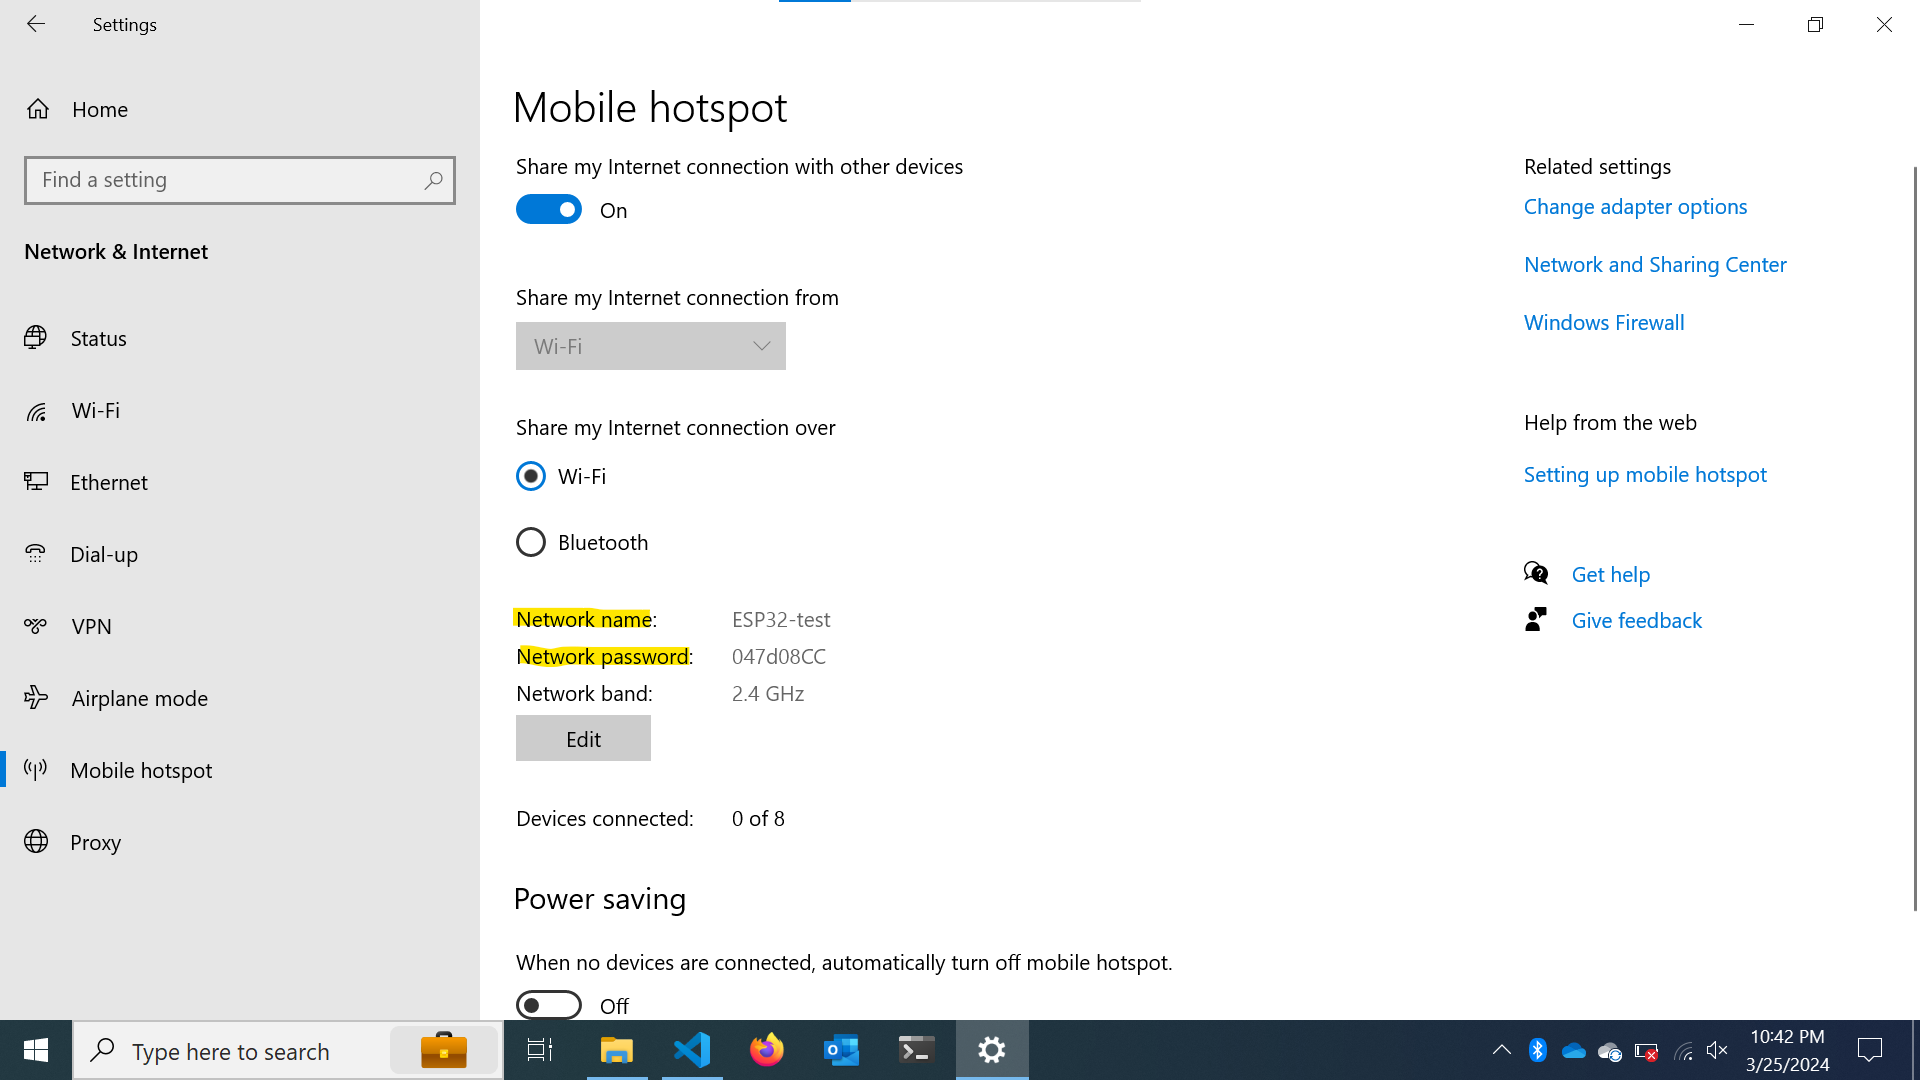 Settings
Home
Find a setting
Network & Internet
Status
Wi-Fi
Ethernet
Dial-up
VPN
Airplane mode
Mobile hotspot
Proxy
Mobile hotspot
Share my Internet connection with other devices
On
Share my Internet connection from
Wi-Fi
Share my Internet connection over
Wi-Fi
Bluetooth
Network name: ESP32-test
Network password: 047d08CC
Network band: 2.4 GHz
Edit
Devices connected: 0 of 8
Power saving
When no devices are connected, automatically turn off mobile hotspot.
Off
Related settings
Change adapter options
Network and Sharing Center
Windows Firewall
Help from the web
Setting up mobile hotspot
Get help
Give feedback
Type here to search
10:42 PM
3/25/2024